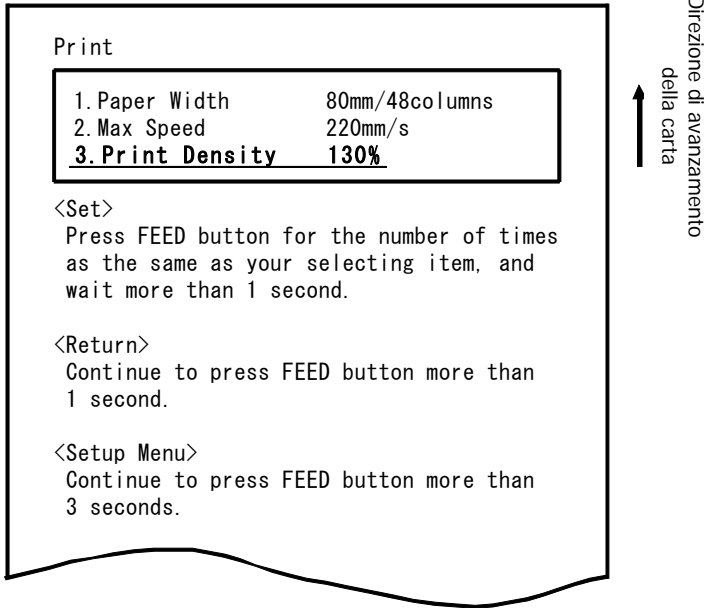 Print
1.Paper Width 80mm/48columns
2.Max Speed 220mm/s
3.Print Density 130%
<Set>
Press FEED button for the number of times
as the same as your selecting item, and
wait more than 1 second.
<Return>
Continue to press FEED button more than
1 second.
<Setup Menu>
Continue to press FEED button more than
3 seconds.
Direzione di avanzamento
della carta